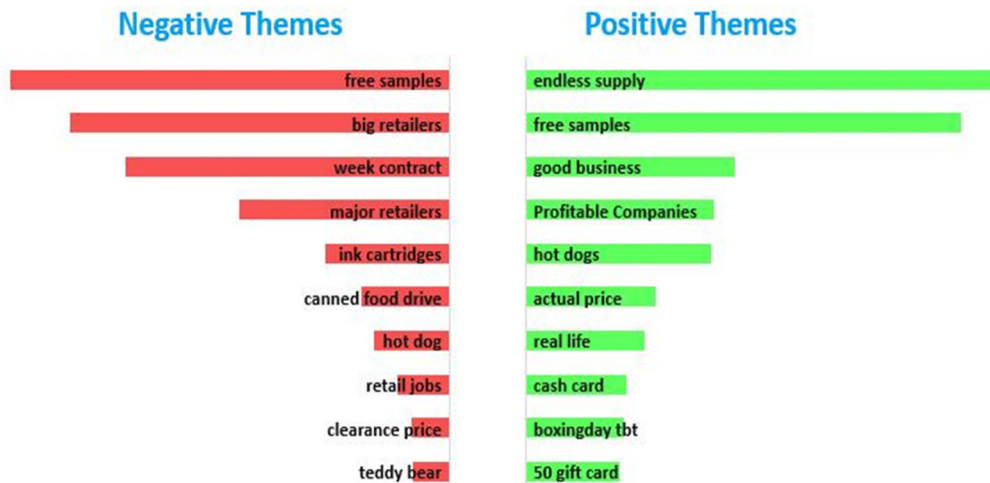 Negative Themes
free samples
big retailers
week contract
major retailers
ink cartridges
canned food drive
hot dog
retail jobs
clearance price
teddy bear
Positive Themes
endless supply
free samples
good business
Profitable Companies
hot dogs
actual price
real life
cash card
boxingday tbt
50 gift card